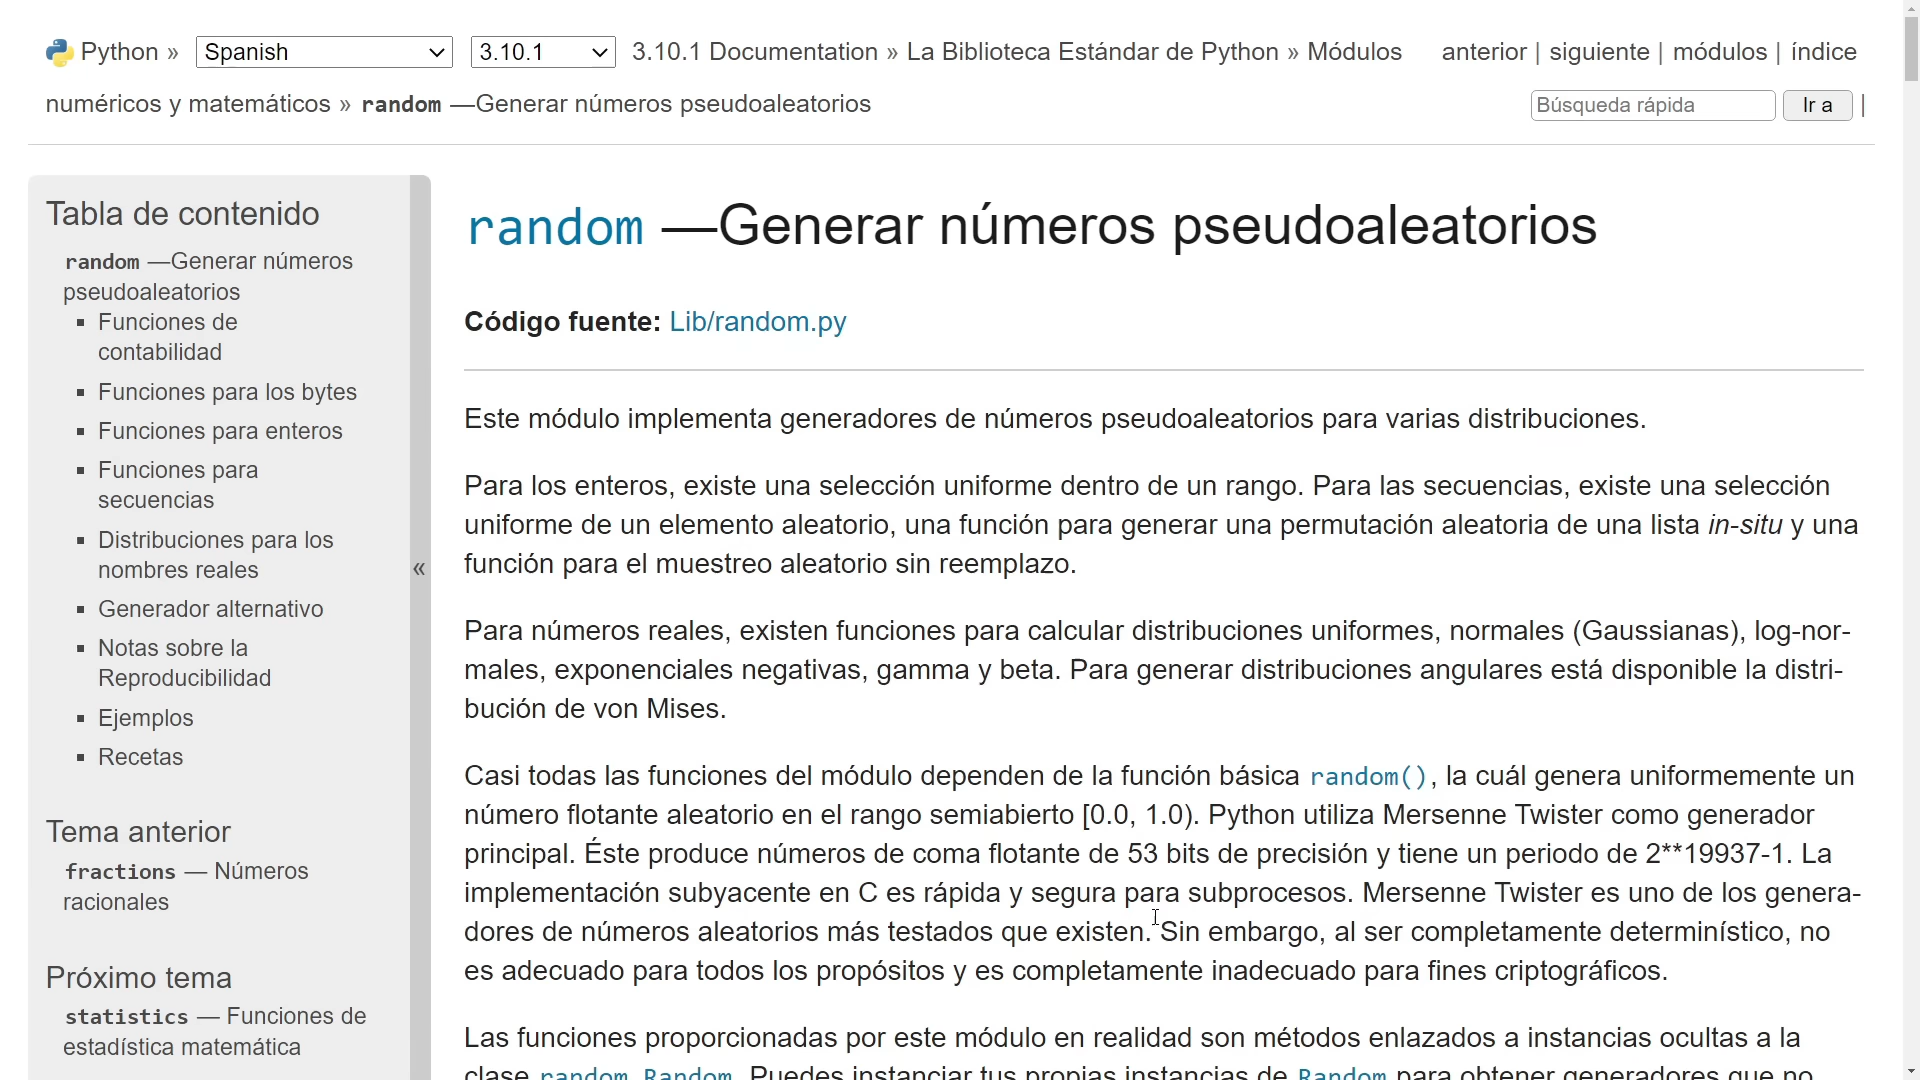 Python » Spanish 3.10.1 3.10.1 Documentation » La Biblioteca Estándar de Python » Módulos anterior | siguiente | módulos | índice
numéricos y matemáticos » random —Generar números pseudoaleatorios Búsqueda rápida Ir a |
Tabla de contenido
random —Generar números
pseudoaleatorios
Funciones de
contabilidad
Funciones para los bytes
Funciones para enteros
Funciones para
secuencias
Distribuciones para los
nombres reales
Generador alternativo
Notas sobre la
Reproducibilidad
Ejemplos
Recetas
Tema anterior
fractions — Números
racionales
Próximo tema
statistics — Funciones de
estadística matemática
«
random —Generar números pseudoaleatorios
Código fuente: Lib/random.py
Este módulo implementa generadores de números pseudoaleatorios para varias distribuciones.
Para los enteros, existe una selección uniforme dentro de un rango. Para las secuencias, existe una selección
uniforme de un elemento aleatorio, una función para generar una permutación aleatoria de una lista in-situ y una
función para el muestreo aleatorio sin reemplazo.
Para números reales, existen funciones para calcular distribuciones uniformes, normales (Gaussianas), log-nor-
males, exponenciales negativas, gamma y beta. Para generar distribuciones angulares está disponible la distri-
bución de von Mises.
Casi todas las funciones del módulo dependen de la función básica random(), la cuál genera uniformemente un
número flotante aleatorio en el rango semiabierto [0.0, 1.0). Python utiliza Mersenne Twister como generador
principal. Éste produce números de coma flotante de 53 bits de precisión y tiene un periodo de 2**19937-1. La
implementación subyacente en C es rápida y segura para subprocesos. Mersenne Twister es uno de los genera-
dores de números aleatorios más testados que existen. Sin embargo, al ser completamente determinístico, no
es adecuado para todos los propósitos y es completamente inadecuado para fines criptográficos.
Las funciones proporcionadas por este módulo en realidad son métodos enlazados a instancias ocultas a la
clase random.Random. Puedes instanciar tus propias instancias de Random para obtener generadores que no